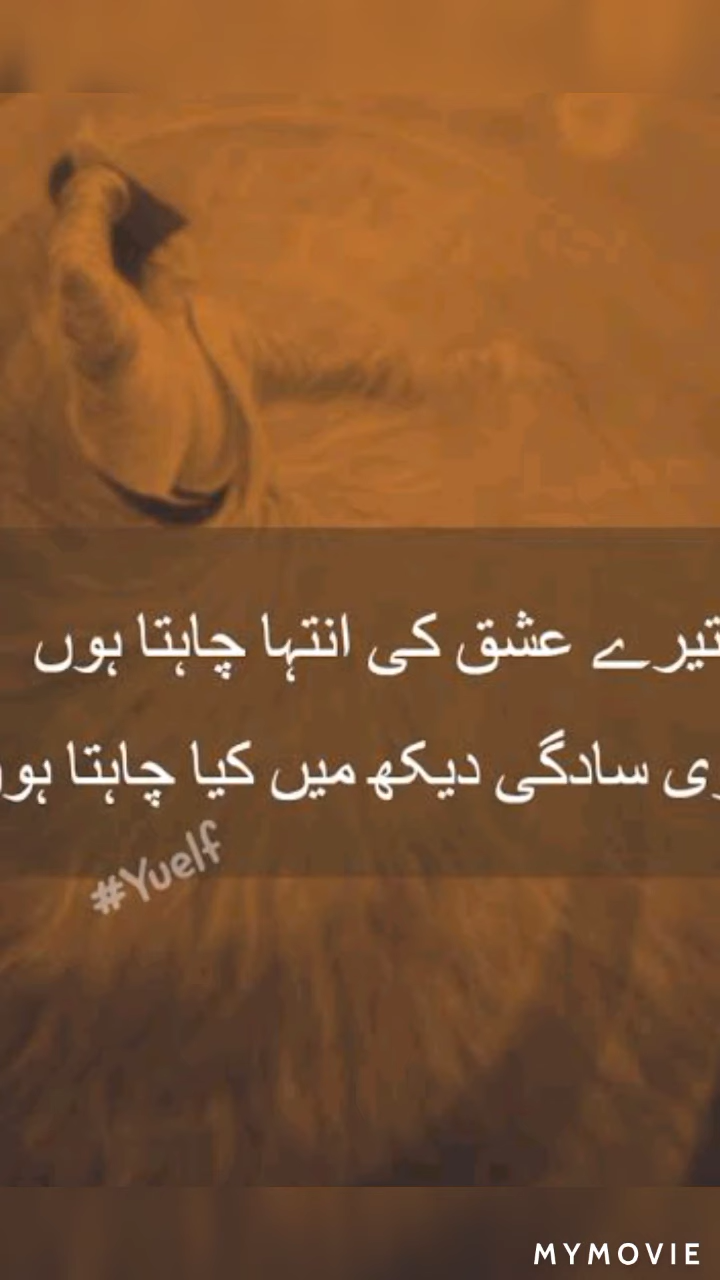 تیرے عشق کی انتہا چاہتا ہوں
سادگی دیکھ میں کیا چاہتا
#Yuelf
MYMOVIE